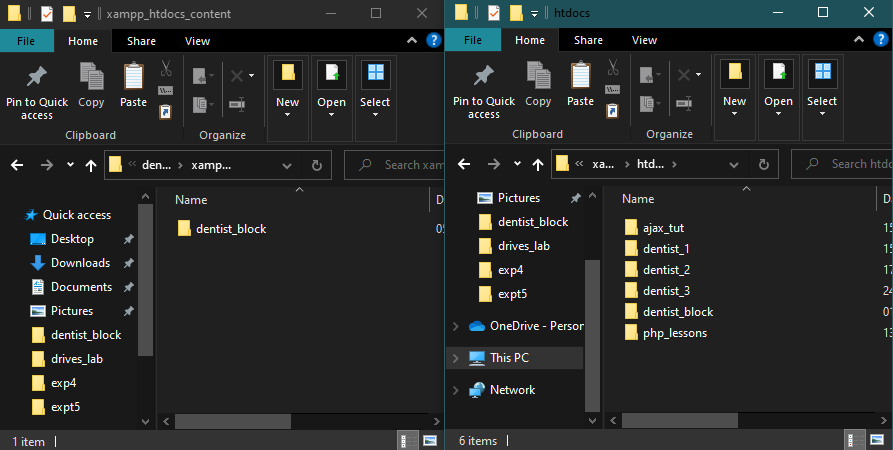 xampp_htdocs_content
File Home Share View
Pin to Quick access
Copy
Paste
New
Open
Select
Clipboard
Organize
den... xamp...
Search xam
Name
D
Quick access
Desktop
Downloads
Documents
Pictures
dentist_block
drives_lab
exp4
expt5
dentist_block 05
1 item
htdocs
File Home Share View
Pin to Quick access
Copy
Paste
New
Open
Select
Clipboard
Organize
xa... htd...
Search htdo
Name
Da
Pictures
dentist_block
drives_lab
exp4
expt5
OneDrive - Person
This PC
Network
ajax_tut 15
dentist_1 15
dentist_2 17
dentist_3 24
dentist_block 01
php_lessons 13
6 items